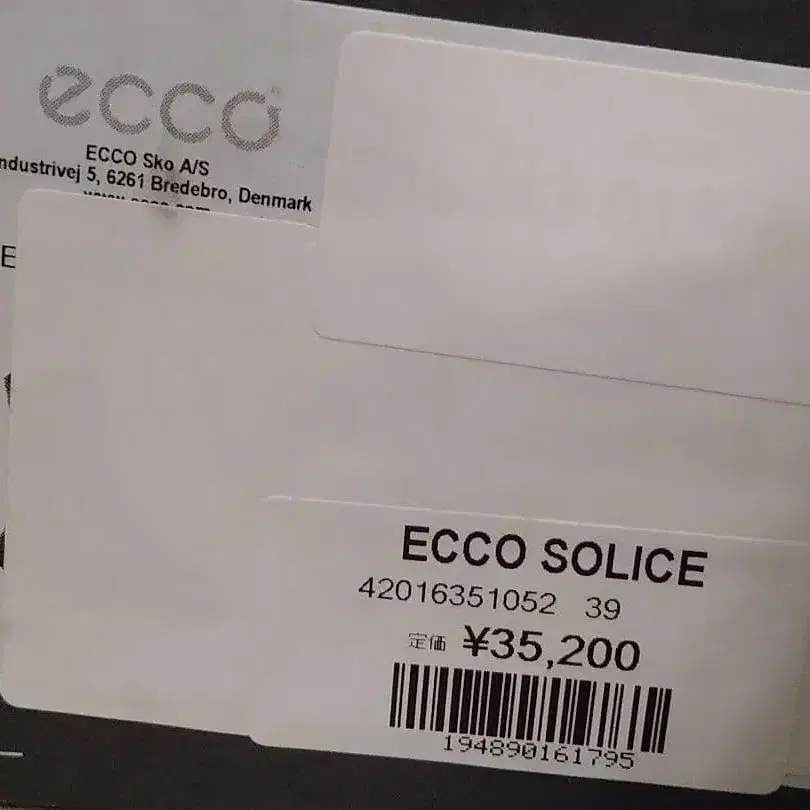 ecco
ECCO Sko A/S
ndustrivej 5, 6261 Bredebro, Denmark
E
ECCO SOLICE
42016351052 39
定価 ¥35,200
194890161795